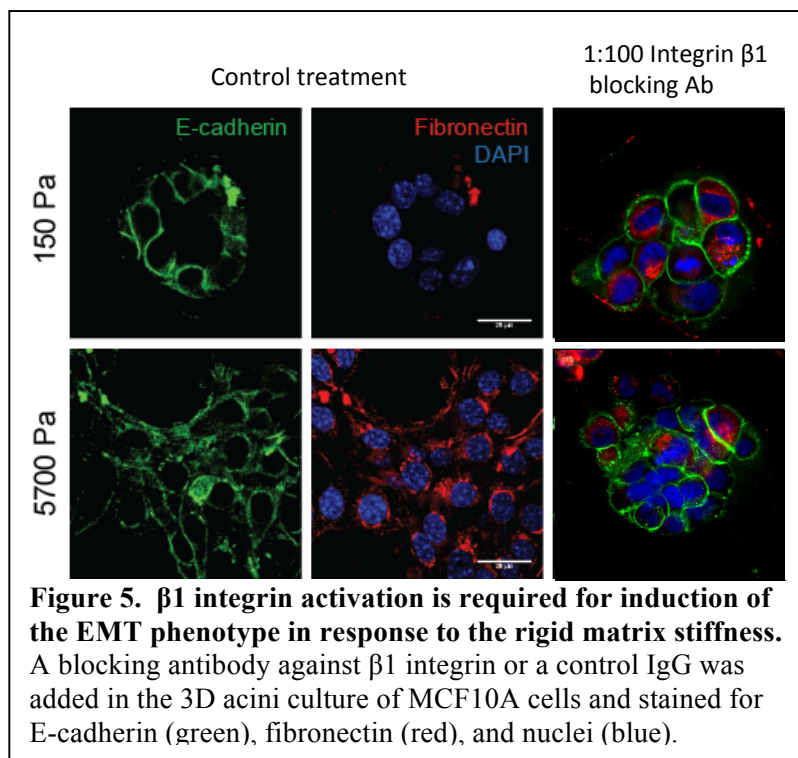 Control treatment
1:100 Integrin β1
blocking Ab
E-cadherin
Fibronectin
DAPI
150 Pa
5700 Pa
Figure 5. β1 integrin activation is required for induction of
the EMT phenotype in response to the rigid matrix stiffness.
A blocking antibody against β1 integrin or a control IgG was
added in the 3D acini culture of MCF10A cells and stained for
E-cadherin (green), fibronectin (red), and nuclei (blue).